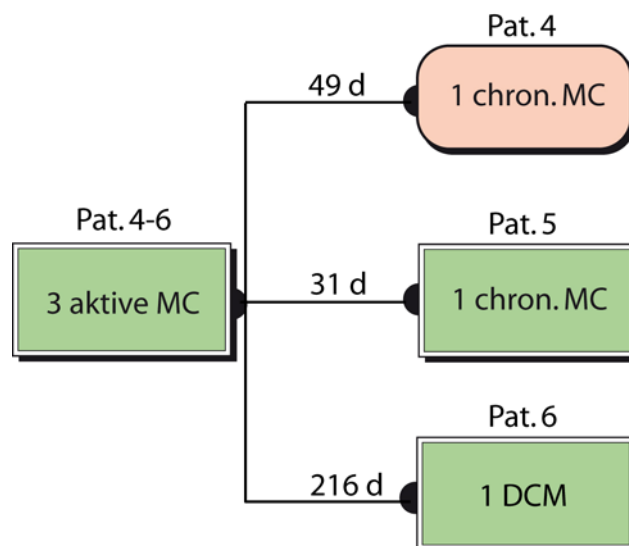 Pat. 4
49 d
1 chron. MC
Pat. 4-6
3 aktive MC
Pat. 5
31 d
1 chron. MC
Pat. 6
216 d
1 DCM